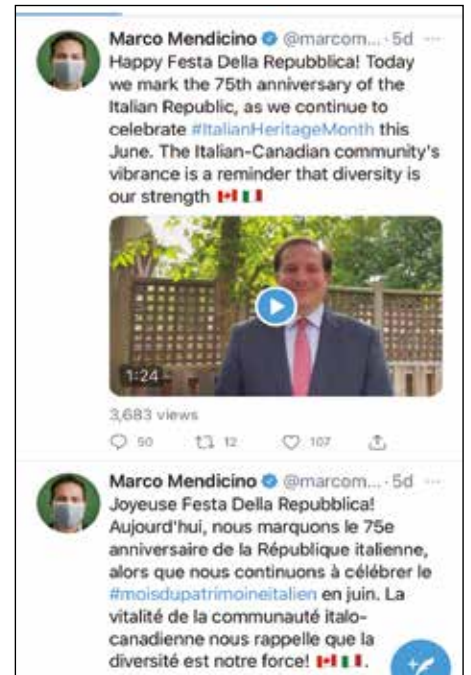 Marco Mendicino @marcom... · 5d ...
Happy Festa Della Repubblica! Today
we mark the 75th anniversary of the
Italian Republic, as we continue to
celebrate #ItalianHeritageMonth this
June. The Italian-Canadian community's
vibrance is a reminder that diversity is
our strength 🇨🇦🇮🇹
1:24
3,683 views
50 12 107
Marco Mendicino @marcom... · 5d ...
Joyeuse Festa Della Repubblica!
Aujourd'hui, nous marquons le 75e
anniversaire de la République italienne,
alors que nous continuons à célébrer le
#moisdupatrimoineitalien en juin. La
vitalité de la communauté italo-
canadienne nous rappelle que la
diversité est notre force! 🇨🇦🇮🇹.